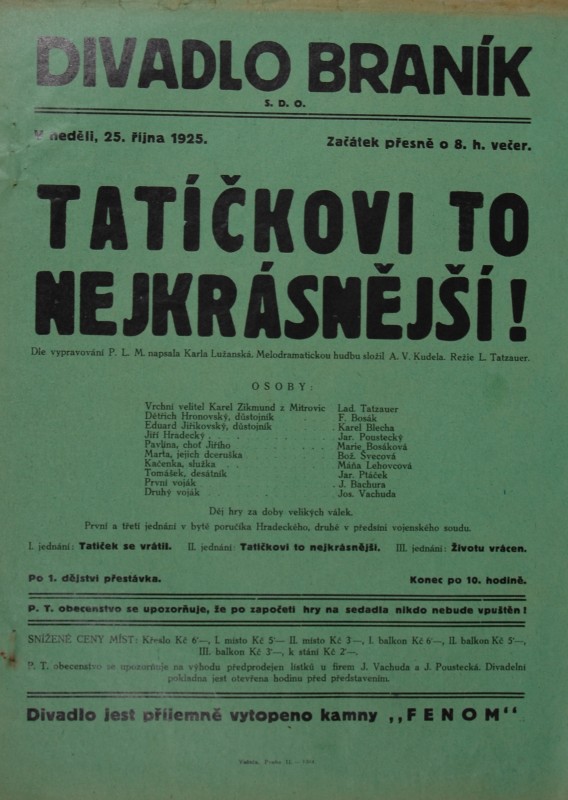 DIVADLO BRANÍK
S. D. O.
V neděli, 25. října 1925.
Začátek přesně o 8. h. večer.
TATÍČKOVI TO
NEJKRÁSNĚJŠÍ!
Dle vypravování P. L. M. napsala Karla Lužanská. Melodramatickou hudbu složil A. V. Kudela. Režie L. Tatzauer.
OSOBY:
Vrchní velitel Karel Zikmund z Mitrovic Lad. Tatzauer
Dětřich Hronovský, důstojník . . F. Bosák
Eduard Jiříkovský, důstojník . . Karel Blecha
Jiří Hradecký . . . . . Jar. Poustecký
Pavlína, choť Jiřího . . . . Marie Bosáková
Marta, jejich dceruška . . . Bož. Švecová
Kačenka, služka . . . . Máňa Lehovcová
Tomášek, desátník . . . . Jar. Ptáček
První voják . . . . . J. Bachura
Druhý voják . . . . . Jos. Vachuda
Děj hry za doby velikých válek.
První a třetí jednání v bytě poručíka Hradeckého, druhé v předsíni vojenského soudu.
I. jednání: Tatíček se vrátil. II. jednání: Tatíčkovi to nejkrásnější. III. jednání: Životu vrácen.
Po 1. dějství přestávka.
Konec po 10. hodině.
P. T. obecenstvo se upozorňuje, že po započetí hry na sedadla nikdo nebude vpuštěn!
SNÍŽENÉ CENY MÍST: Křeslo Kč 6'—, I. místo Kč 5'— II. místo Kč 3'—, I. balkon Kč 6'—, II. balkon Kč 5'—,
III. balkon Kč 3'—, k stání Kč 2'—.
P. T. obecenstvo se upozorňuje na výhodu předprodejen lístků u firem J. Vachuda a J. Poustecká. Divadelní
pokladna jest otevřena hodinu před představením.
Divadlo jest příjemně vytopeno kamny „FENOM"
Praha